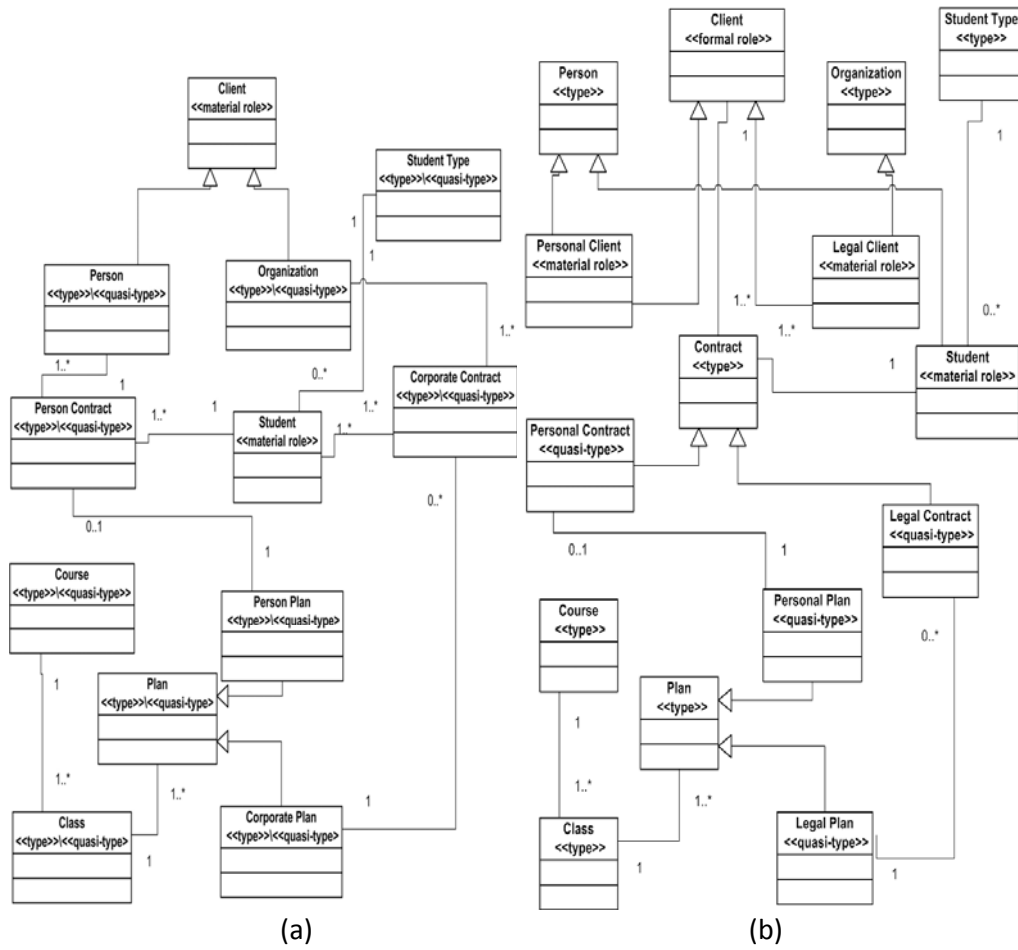 Client
<<material role>>
Student Type
<<type>>\<<quasi-type>>
1
1
Person
<<type>>\<<quasi-type>>
Organization
<<type>>\<<quasi-type>>
1..*
1
1..*
0..*
Person Contract
<<type>>\<<quasi-type>>
1..*
1
Student
<<material role>>
1..*
1..*
Corporate Contract
<<type>>\<<quasi-type>>
0..*
0..1
1
Course
<<type>>\<<quasi-type>>
Person Plan
<<type>>\<<quasi-type>
1
Plan
<<type>>\<<quasi-type>
1..*
1..*
1
Class
<<type>>\<<quasi-type>>
1
Corporate Plan
<<type>>\<<quasi-type>>
(a)
Client
<<formal role>>
Student Type
<<type>>
Person
<<type>>
Organization
<<type>>
1
1
Personal Client
<<material role>>
Legal Client
<<material role>>
1..*
1..*
0..*
Contract
<<type>>
1
Student
<<material role>>
Personal Contract
<<quasi-type>>
Legal Contract
<<quasi-type>>
0..1
1
Course
<<type>>
Personal Plan
<<quasi-type>>
0..*
Plan
<<type>>
1
1..*
1..*
Class
<<type>>
1
Legal Plan
<<quasi-type>>
1
(b)